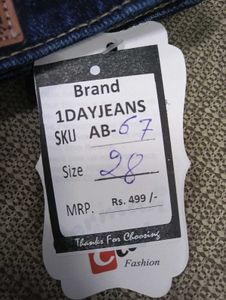 Brand
1DAYJEANS
SKU AB-67
Size 28
MRP. Rs. 499 /-
Thanks For Choosing
Fashion